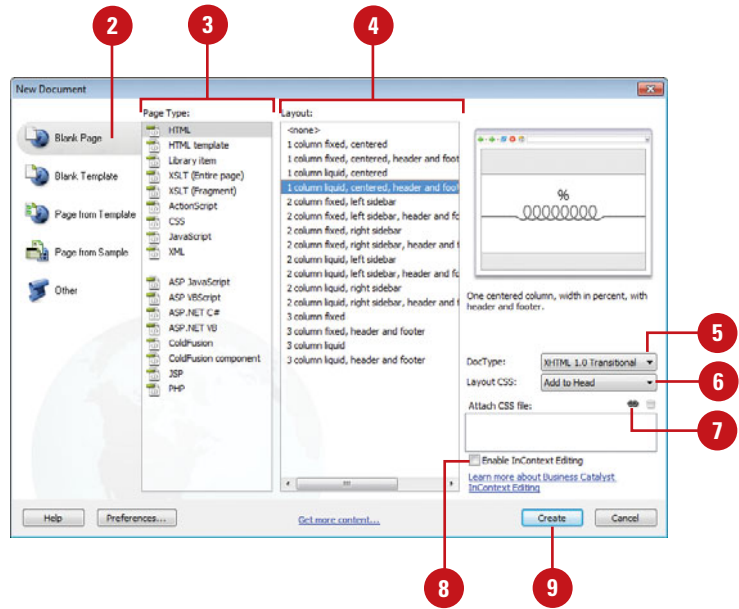 2
3
4
New Document
Blank Page
Blank Template
Page from Template
Page from Sample
Other
Page Type:
HTML
HTML template
Library item
XSLT (Entire page)
XSLT (Fragment)
ActionScript
CSS
JavaScript
XML
ASP JavaScript
ASP VBScript
ASP.NET C#
ASP.NET VB
ColdFusion
ColdFusion component
JSP
PHP
Layout:
<none>
1 column fixed, centered
1 column fixed, centered, header and foot
1 column liquid, centered
1 column liquid, centered, header and foot
2 column fixed, left sidebar
2 column fixed, left sidebar, header and fo
2 column fixed, right sidebar
2 column fixed, right sidebar, header and f
2 column liquid, left sidebar
2 column liquid, left sidebar, header and fo
2 column liquid, right sidebar
2 column liquid, right sidebar, header and f
3 column fixed
3 column fixed, header and footer
3 column liquid
3 column liquid, header and footer
%
One centered column, width in percent, with
header and footer.
DocType:
XHTML 1.0 Transitional
5
Layout CSS:
Add to Head
6
Attach CSS file:
7
Enable InContext Editing
Learn more about Business Catalyst
InContext Editing
Help
Preferences...
Get more content...
Create
Cancel
8
9